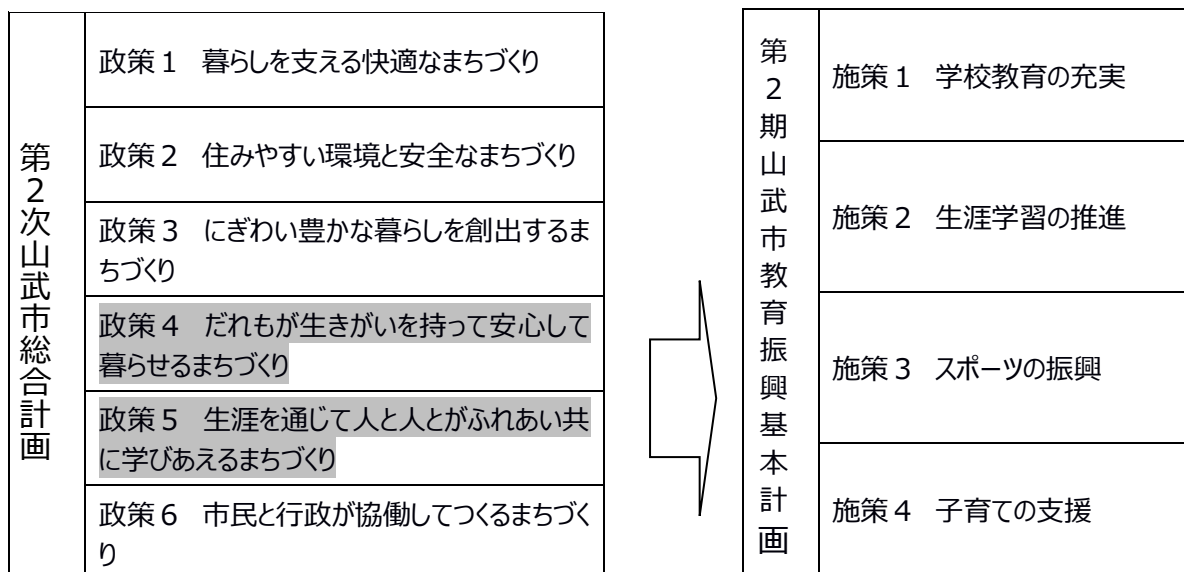 第２次山武市総合計画
政策１　暮らしを支える快適なまちづくり
政策２　住みやすい環境と安全なまちづくり
政策３　にぎわい豊かな暮らしを創出するま
ちづくり
政策４　だれもが生きがいを持って安心して
暮らせるまちづくり
政策５　生涯を通じて人と人とがふれあい共
に学びあえるまちづくり
政策６　市民と行政が協働してつくるまちづく
り
第２期山武市教育振興基本計画
施策１　学校教育の充実
施策２　生涯学習の推進
施策３　スポーツの振興
施策４　子育ての支援